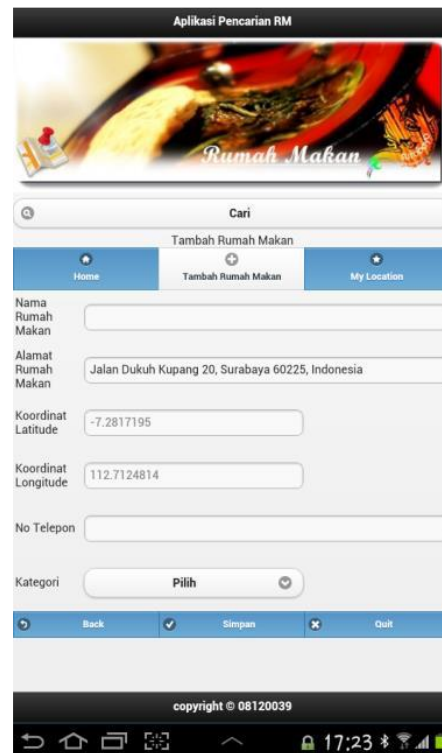 Aplikasi Pencarian RM
Rumah Makan
Cari
Tambah Rumah Makan
Home
Tambah Rumah Makan
My Location
Nama
Rumah
Makan
Alamat
Rumah
Makan
Jalan Dukuh Kupang 20, Surabaya 60225, Indonesia
Koordinat
Latitude
-7.2817195
Koordinat
Longitude
112.7124814
No Telepon
Kategori
Pilih
Back
Simpan
Quit
copyright © 08120039
17:23